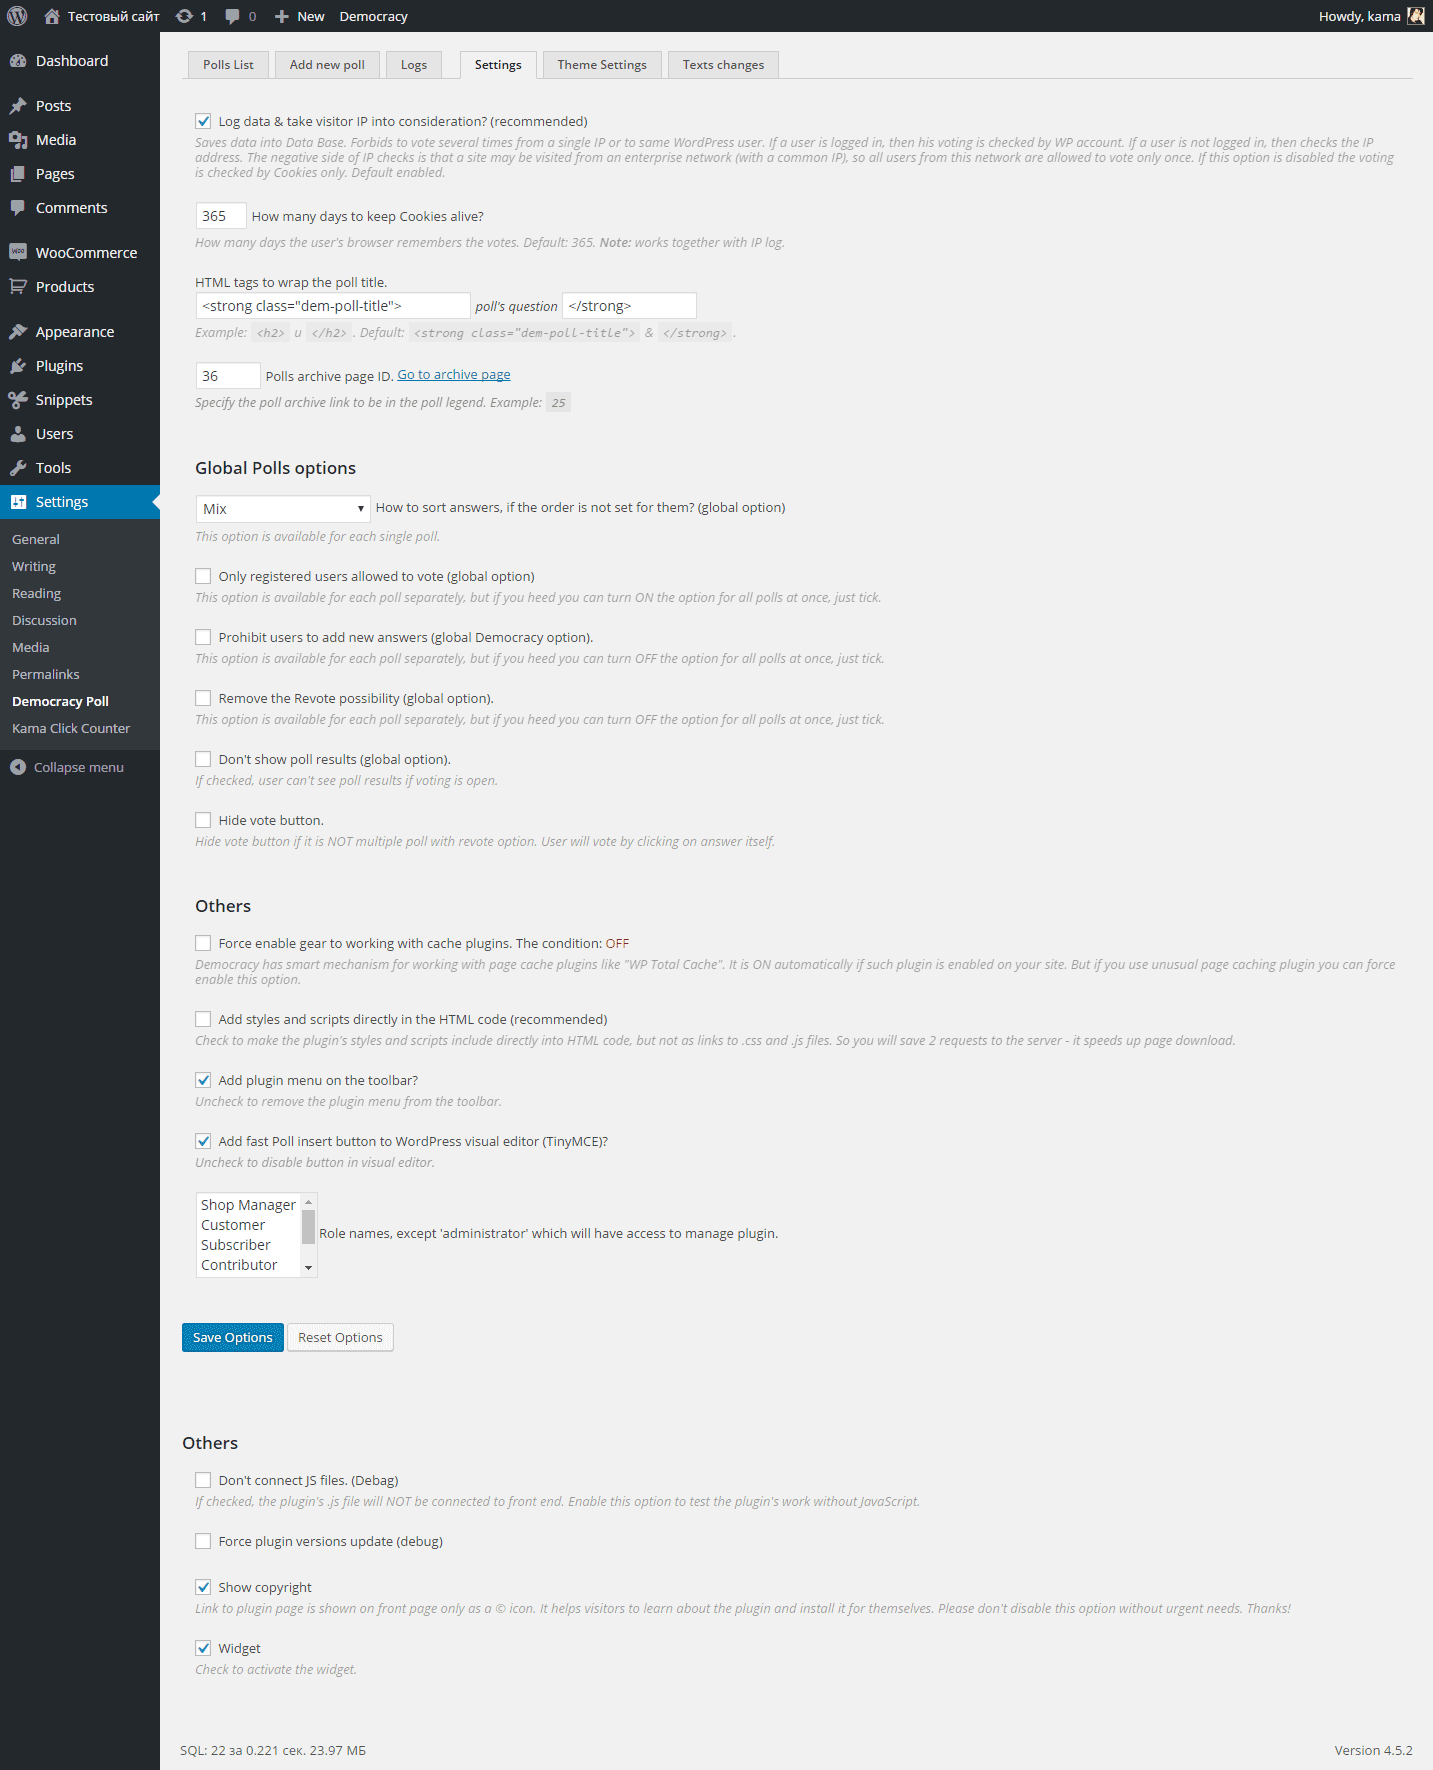 Тестовый сайт 1 0 New Democracy Howdy, kama
Dashboard
Posts
Media
Pages
Comments
WooCommerce
Products
Appearance
Plugins
Snippets
Users
Tools
Settings
General
Writing
Reading
Discussion
Media
Permalinks
Democracy Poll
Kama Click Counter
Collapse menu
Polls List Add new poll Logs Settings Theme Settings Texts changes
Log data & take visitor IP into consideration? (recommended)
Saves data into Data Base. Forbids to vote several times from a single IP or to same WordPress user. If a user is logged in, then his voting is checked by WP account. If a user is not logged in, then checks the IP
address. The negative side of IP checks is that a site may be visited from an enterprise network (with a common IP), so all users from this network are allowed to vote only once. If this option is disabled the voting
is checked by Cookies only. Default enabled.
365 How many days to keep Cookies alive?
How many days the user's browser remembers the votes. Default: 365. Note: works together with IP log.
HTML tags to wrap the poll title.
<strong class="dem-poll-title"> poll's question </strong>
Example: <h2> и </h2> . Default: <strong class="dem-poll-title"> & </strong> .
36 Polls archive page ID. Go to archive page
Specify the poll archive link to be in the poll legend. Example: 25
Global Polls options
Mix How to sort answers, if the order is not set for them? (global option)
This option is available for each single poll.
Only registered users allowed to vote (global option)
This option is available for each poll separately, but if you heed you can turn ON the option for all polls at once, just tick.
Prohibit users to add new answers (global Democracy option).
This option is available for each poll separately, but if you heed you can turn OFF the option for all polls at once, just tick.
Remove the Revote possibility (global option).
This option is available for each poll separately, but if you heed you can turn OFF the option for all polls at once, just tick.
Don't show poll results (global option).
If checked, user can't see poll results if voting is open.
Hide vote button.
Hide vote button if it is NOT multiple poll with revote option. User will vote by clicking on answer itself.
Others
Force enable gear to working with cache plugins. The condition: OFF
Democracy has smart mechanism for working with page cache plugins like "WP Total Cache". It is ON automatically if such plugin is enabled on your site. But if you use unusual page caching plugin you can force
enable this option.
Add styles and scripts directly in the HTML code (recommended)
Check to make the plugin's styles and scripts include directly into HTML code, but not as links to .css and .js files. So you will save 2 requests to the server - it speeds up page download.
Add plugin menu on the toolbar?
Uncheck to remove the plugin menu from the toolbar.
Add fast Poll insert button to WordPress visual editor (TinyMCE)?
Uncheck to disable button in visual editor.
Shop Manager
Customer
Subscriber
Contributor
Role names, except 'administrator' which will have access to manage plugin.
Save Options Reset Options
Others
Don't connect JS files. (Debag)
If checked, the plugin's .js file will NOT be connected to front end. Enable this option to test the plugin's work without JavaScript.
Force plugin versions update (debug)
Show copyright
Link to plugin page is shown on front page only as a © icon. It helps visitors to learn about the plugin and install it for themselves. Please don't disable this option without urgent needs. Thanks!
Widget
Check to activate the widget.
SQL: 22 за 0.221 сек. 23.97 МБ Version 4.5.2